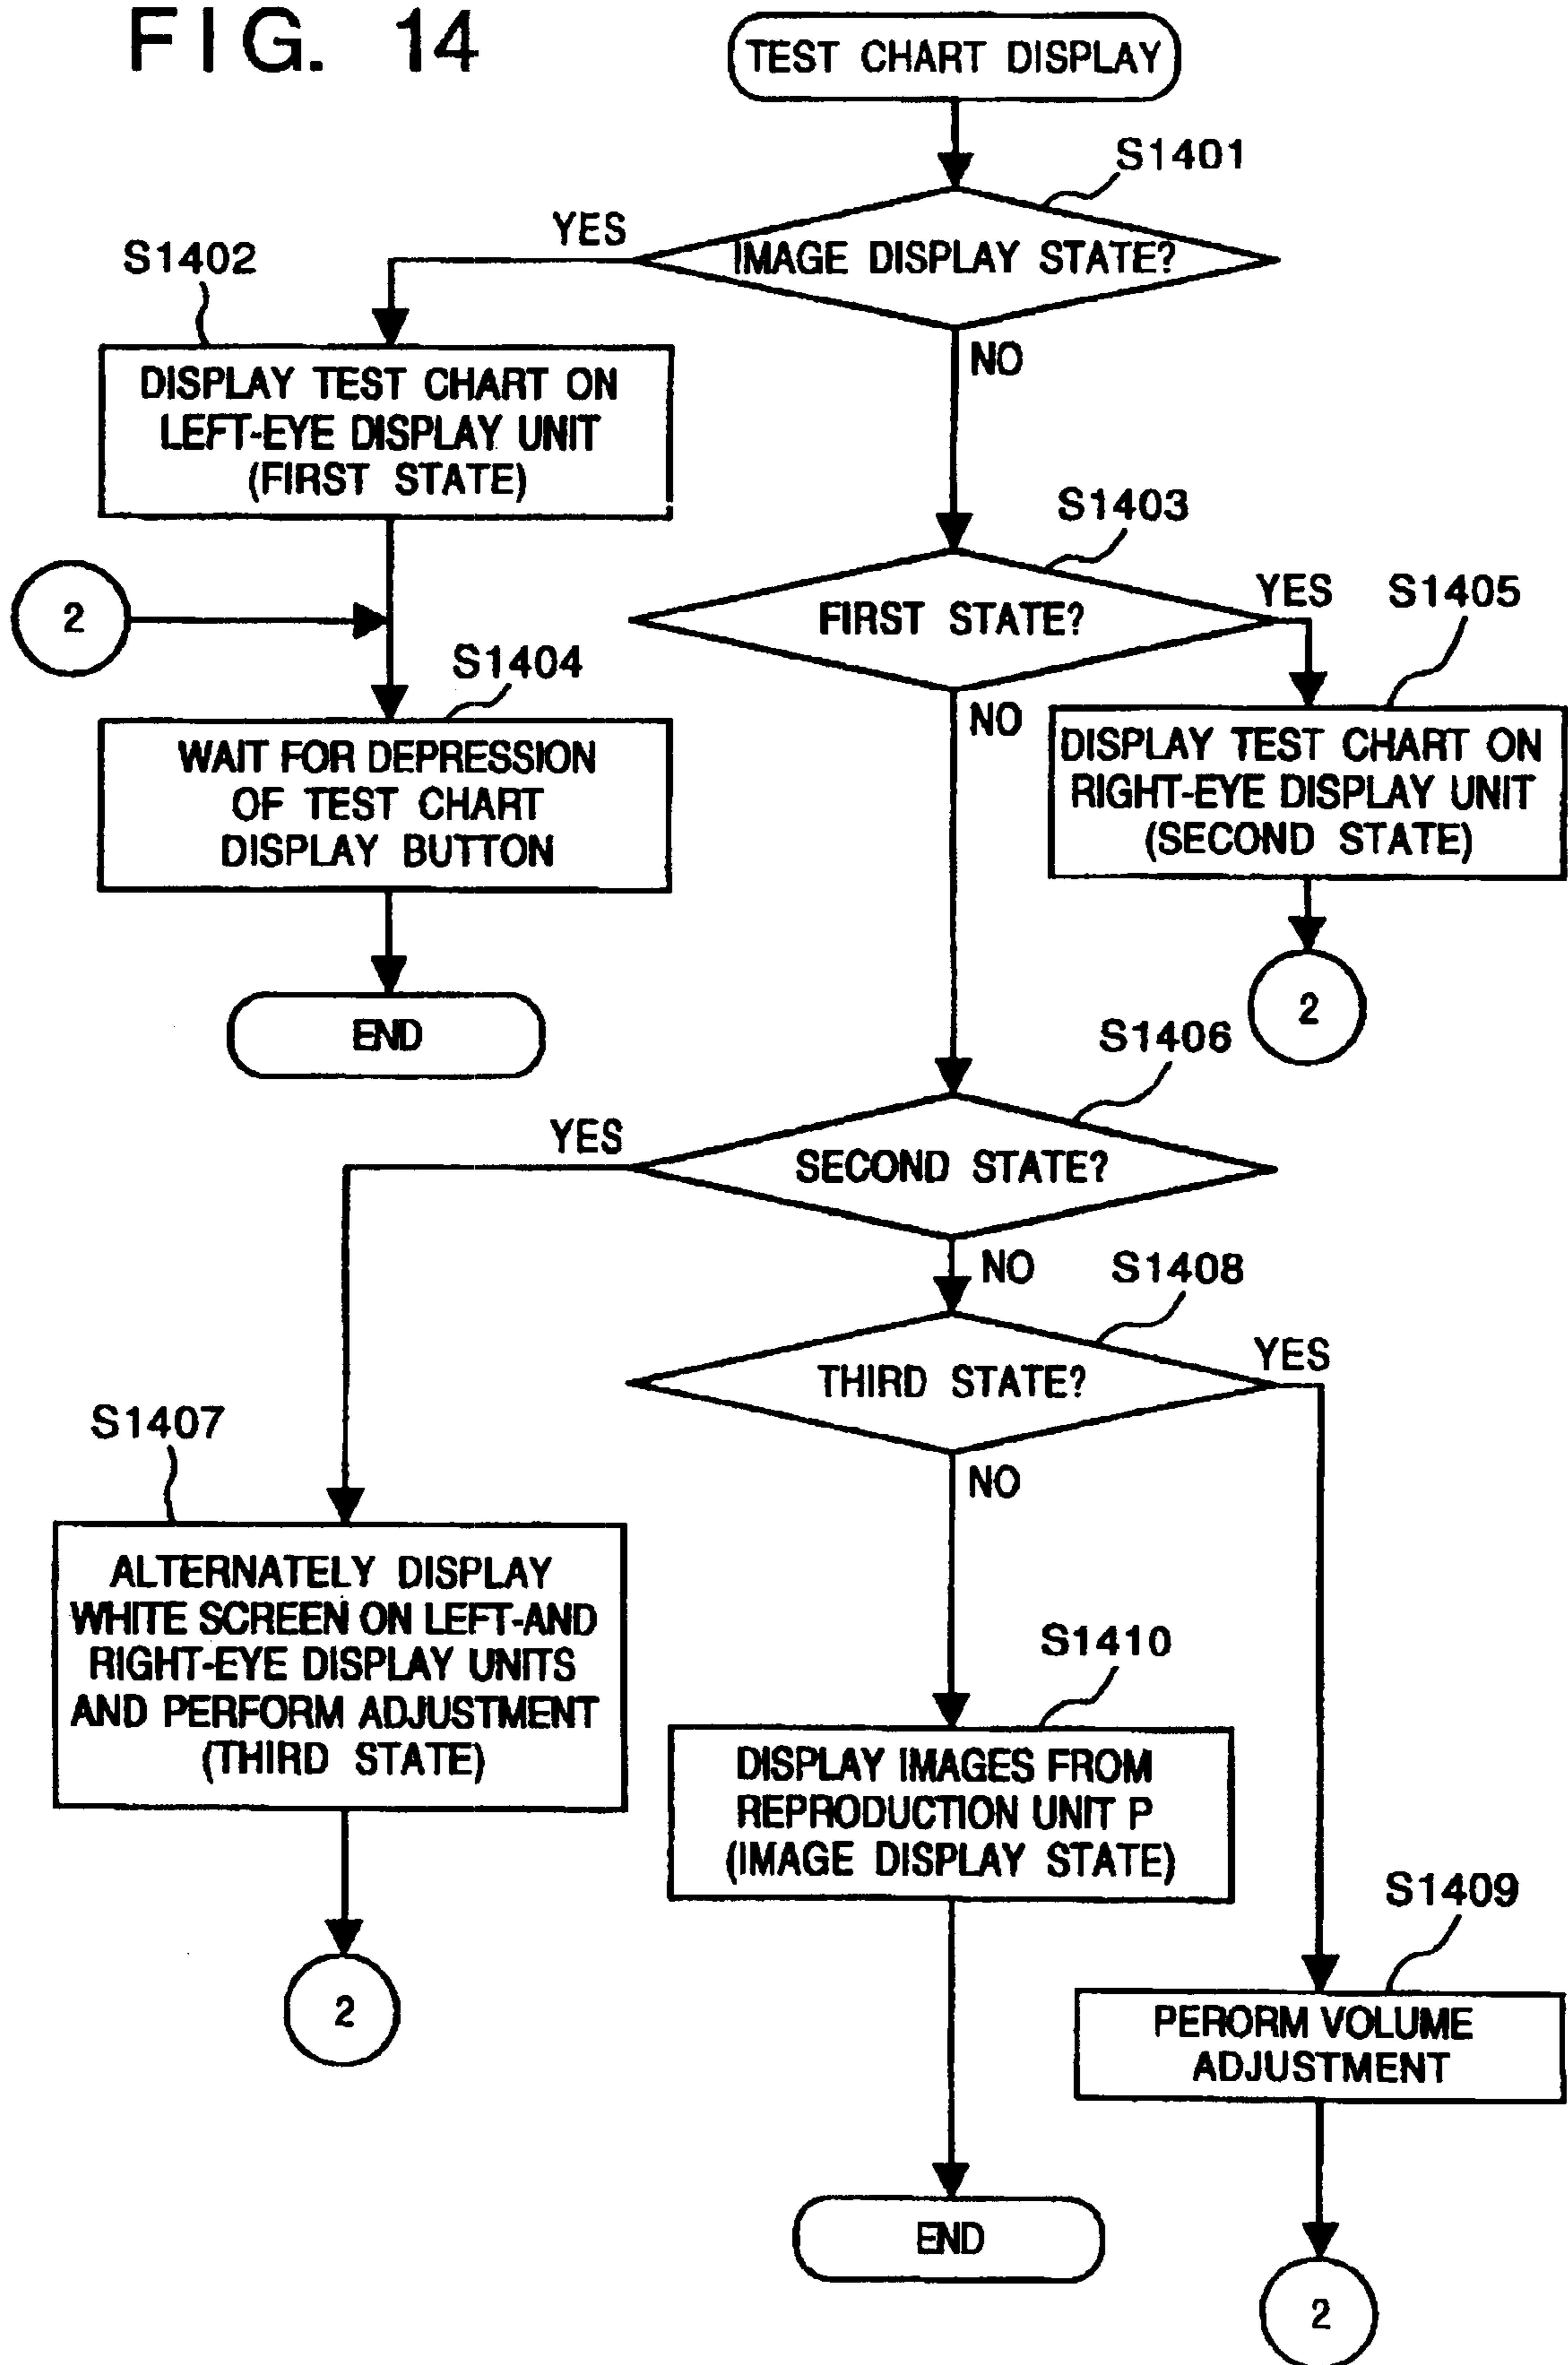 FIG. 14
TEST CHART DISPLAY
S1401
YES
IMAGE DISPLAY STATE?
S1402
NO
DISPLAY TEST CHART ON
LEFT-EYE DISPLAY UNIT
(FIRST STATE)
S1403
YES
S1405
2
FIRST STATE?
S1404
NO
WAIT FOR DEPRESSION
OF TEST CHART
DISPLAY BUTTON
DISPLAY TEST CHART ON
RIGHT-EYE DISPLAY UNIT
(SECOND STATE)
END
2
S1406
YES
SECOND STATE?
NO
S1408
YES
THIRD STATE?
S1407
NO
ALTERNATELY DISPLAY
WHITE SCREEN ON LEFT-AND
RIGHT-EYE DISPLAY UNITS
AND PERFORM ADJUSTMENT
(THIRD STATE)
S1410
DISPLAY IMAGES FROM
REPRODUCTION UNIT P
(IMAGE DISPLAY STATE)
S1409
2
PERORM VOLUME
ADJUSTMENT
END
2